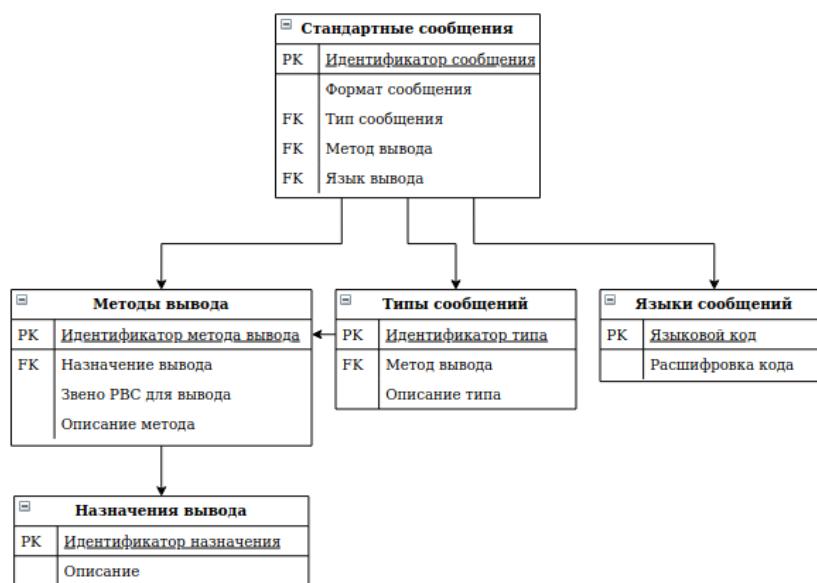 Стандартные сообщения
PK Идентификатор сообщения
Формат сообщения
FK Тип сообщения
FK Метод вывода
FK Язык вывода
Методы вывода
PK Идентификатор метода вывода
FK Назначение вывода
Звено РВС для вывода
Описание метода
Типы сообщений
PK Идентификатор типа
FK Метод вывода
Описание типа
Языки сообщений
PK Языковой код
Расшифровка кода
Назначения вывода
PK Идентификатор назначения
Описание